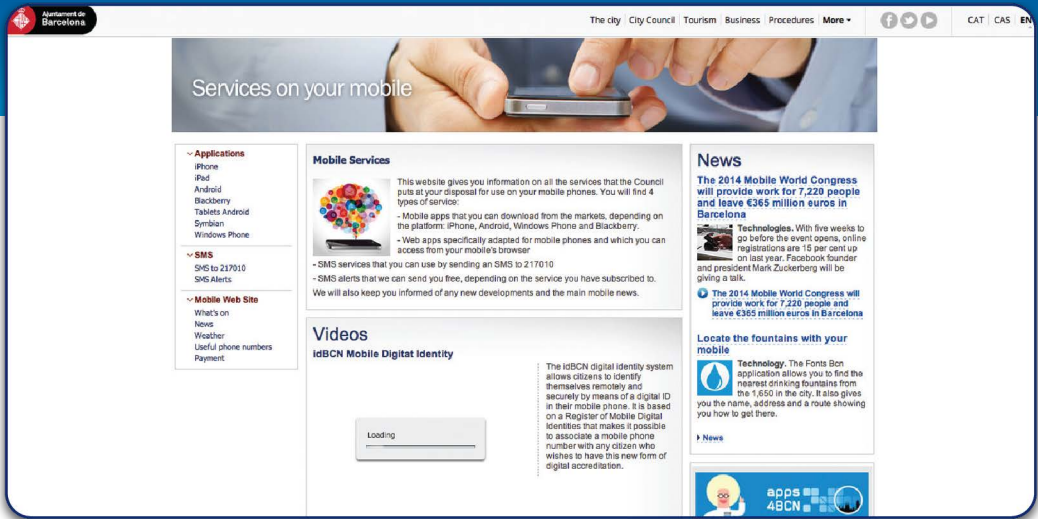 Ajuntament de
Barcelona
The city City Council Tourism Business Procedures More
CAT CAS EN
Services on your mobile
Applications
iPhone
iPad
Android
Blackberry
Tablets Android
Symbian
Windows Phone
SMS
SMS to 217010
SMS Alerts
Mobile Web Site
What's on
News
Weather
Useful phone numbers
Payment
Mobile Services
This website gives you information on all the services that the Council
puts at your disposal for use on your mobile phones. You will find 4
types of service:
- Mobile apps that you can download from the markets, depending on
the platform: iPhone, Android, Windows Phone and Blackberry.
- Web apps specifically adapted for mobile phones and which you can
access from your mobile's browser
- SMS services that you can use by sending an SMS to 217010
- SMS alerts that we can send you free, depending on the service you have subscribed to.
We will also keep you informed of any new developments and the main mobile news.
Videos
idBCN Mobile Digitat Identity
Loading
The idBCN digital identity system
allows citizens to identify
themselves remotely and
securely by means of a digital ID
in their mobile phone. It is based
on a Register of Mobile Digital
Identities that makes it possible
to associate a mobile phone
number with any citizen who
wishes to have this new form of
digital accreditation.
News
The 2014 Mobile World Congress
will provide work for 7,220 people
and leave €365 million euros in
Barcelona
Technologies. With five weeks to
go before the event opens, online
registrations are 15 per cent up
on last year. Facebook founder
and president Mark Zuckerberg will be
giving a talk.
The 2014 Mobile World Congress will
provide work for 7,220 people and
leave €365 million euros in Barcelona
Locate the fountains with your
mobile
Technology. The Fonts Bcn
application allows you to find the
nearest drinking fountains from
the 1,650 in the city. It also gives
you the name, address and a route showing
you how to get there.
News
apps
4BCN